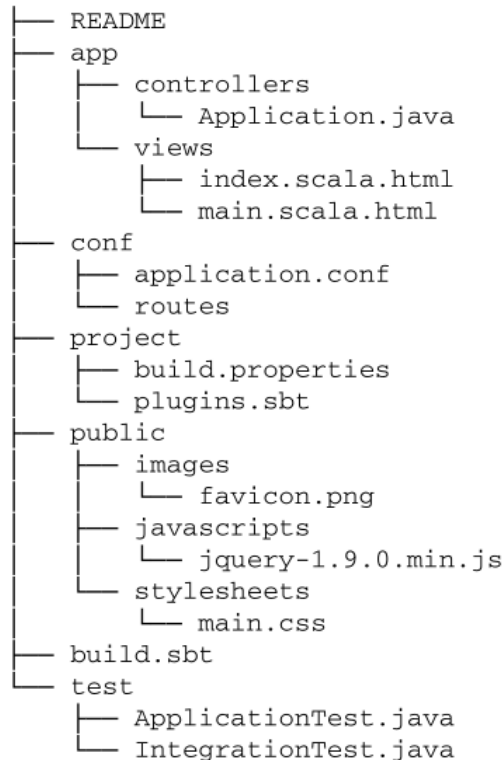 README
app
controllers
Application.java
views
index.scala.html
main.scala.html
conf
application.conf
routes
project
build.properties
plugins.sbt
public
images
favicon.png
javascripts
jquery-1.9.0.min.js
stylesheets
main.css
build.sbt
test
ApplicationTest.java
IntegrationTest.java